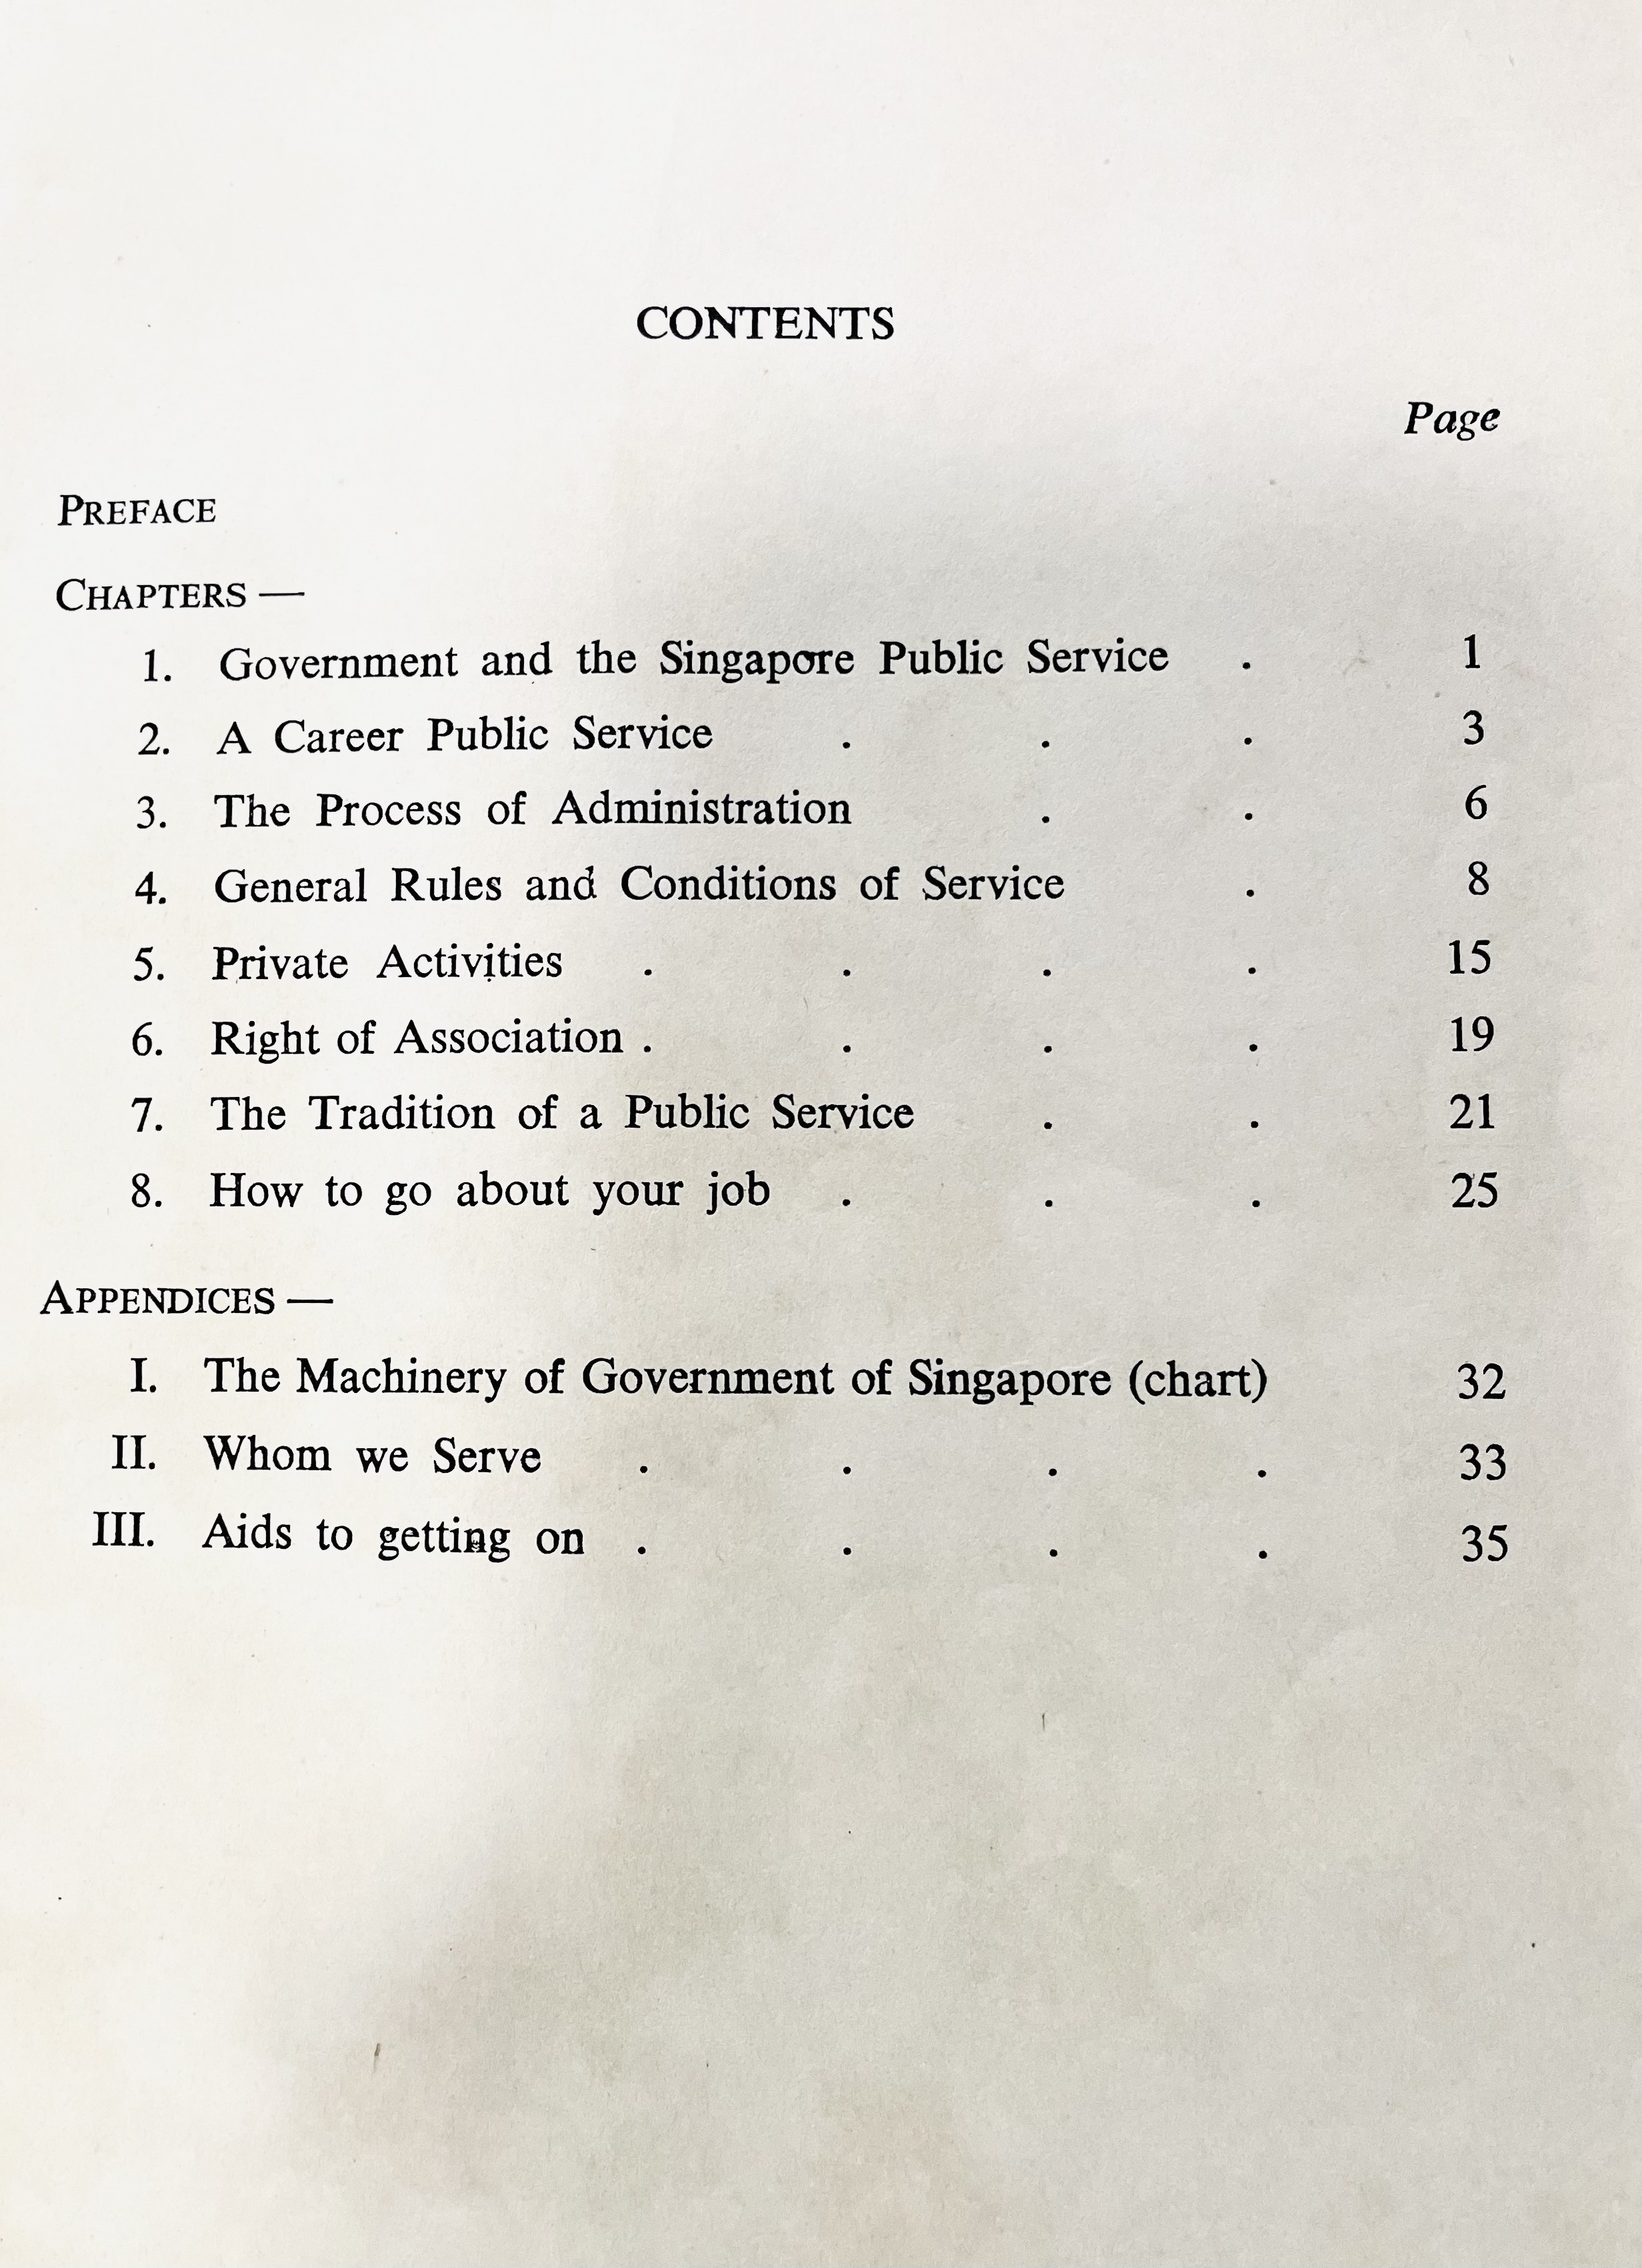 CONTENTS
Page
PREFACE
CHAPTERS —
1. Government and the Singapore Public Service . 1
2. A Career Public Service . . . 3
3. The Process of Administration . . 6
4. General Rules and Conditions of Service . 8
5. Private Activities . . . . 15
6. Right of Association . . . . 19
7. The Tradition of a Public Service . . 21
8. How to go about your job . . . 25
APPENDICES —
I. The Machinery of Government of Singapore (chart) 32
II. Whom we Serve . . . . 33
III. Aids to getting on . . . . 35